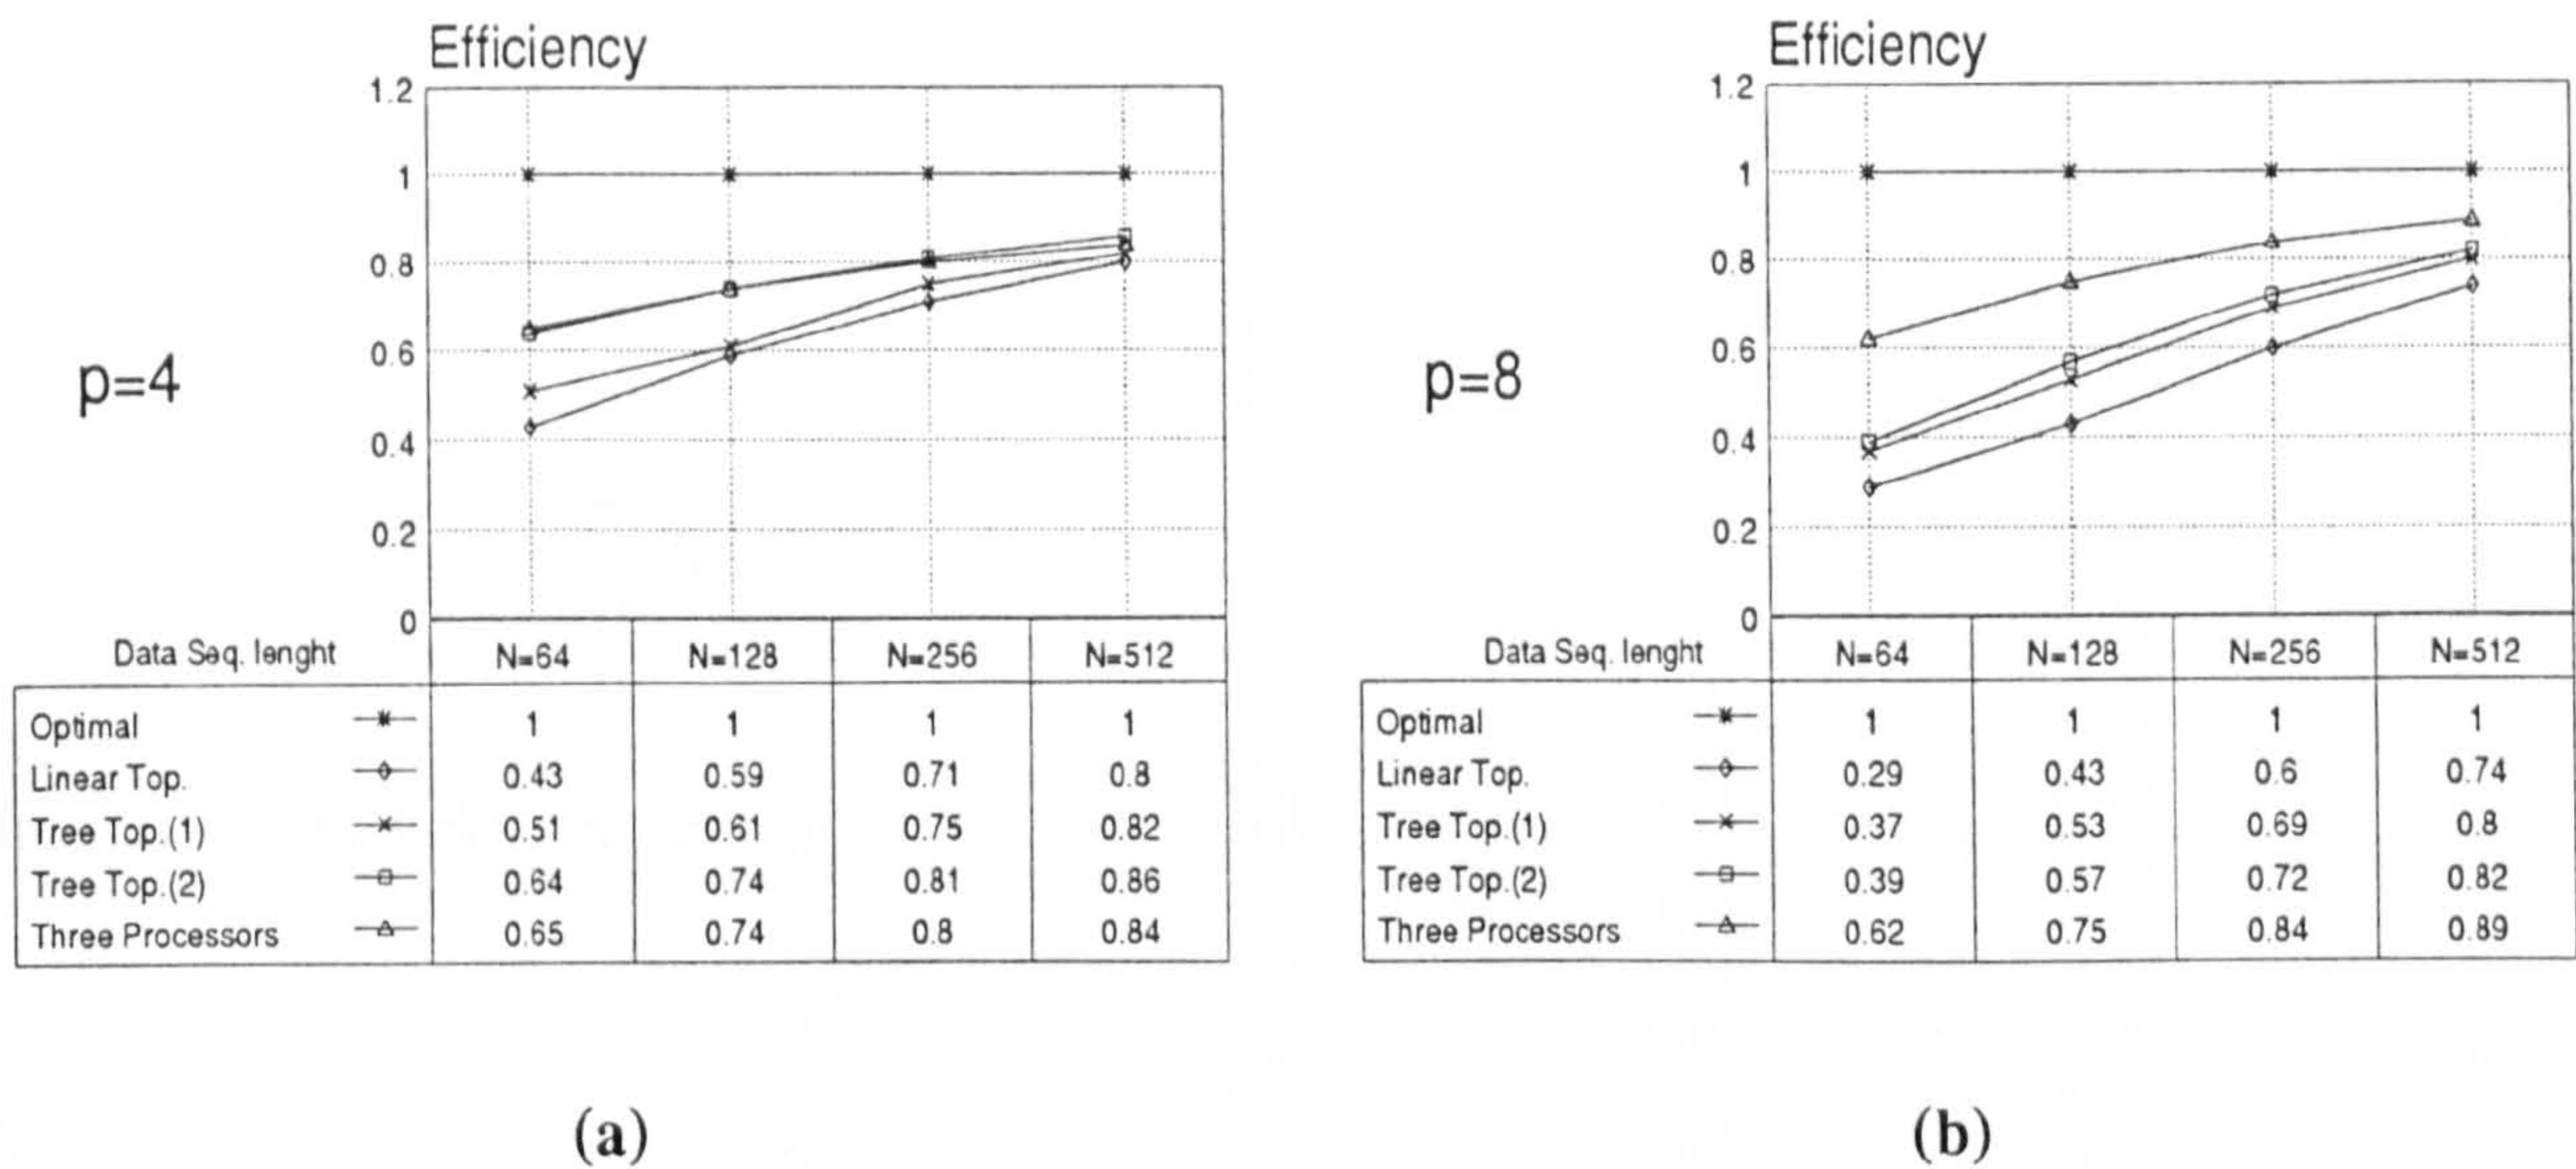 Efficiency
1.2
1
0.8
0.6
0.4
0.2
0
p=4
Data Seq. lenght N=64 N=128 N=256 N=512
Optimal 1 1 1 1
Linear Top. 0.43 0.59 0.71 0.8
Tree Top.(1) 0.51 0.61 0.75 0.82
Tree Top.(2) 0.64 0.74 0.81 0.86
Three Processors 0.65 0.74 0.8 0.84
(a)
Efficiency
1.2
1
0.8
0.6
0.4
0.2
0
p=8
Data Seq. lenght N=64 N=128 N=256 N=512
Optimal 1 1 1 1
Linear Top. 0.29 0.43 0.6 0.74
Tree Top.(1) 0.37 0.53 0.69 0.8
Tree Top.(2) 0.39 0.57 0.72 0.82
Three Processors 0.62 0.75 0.84 0.89
(b)